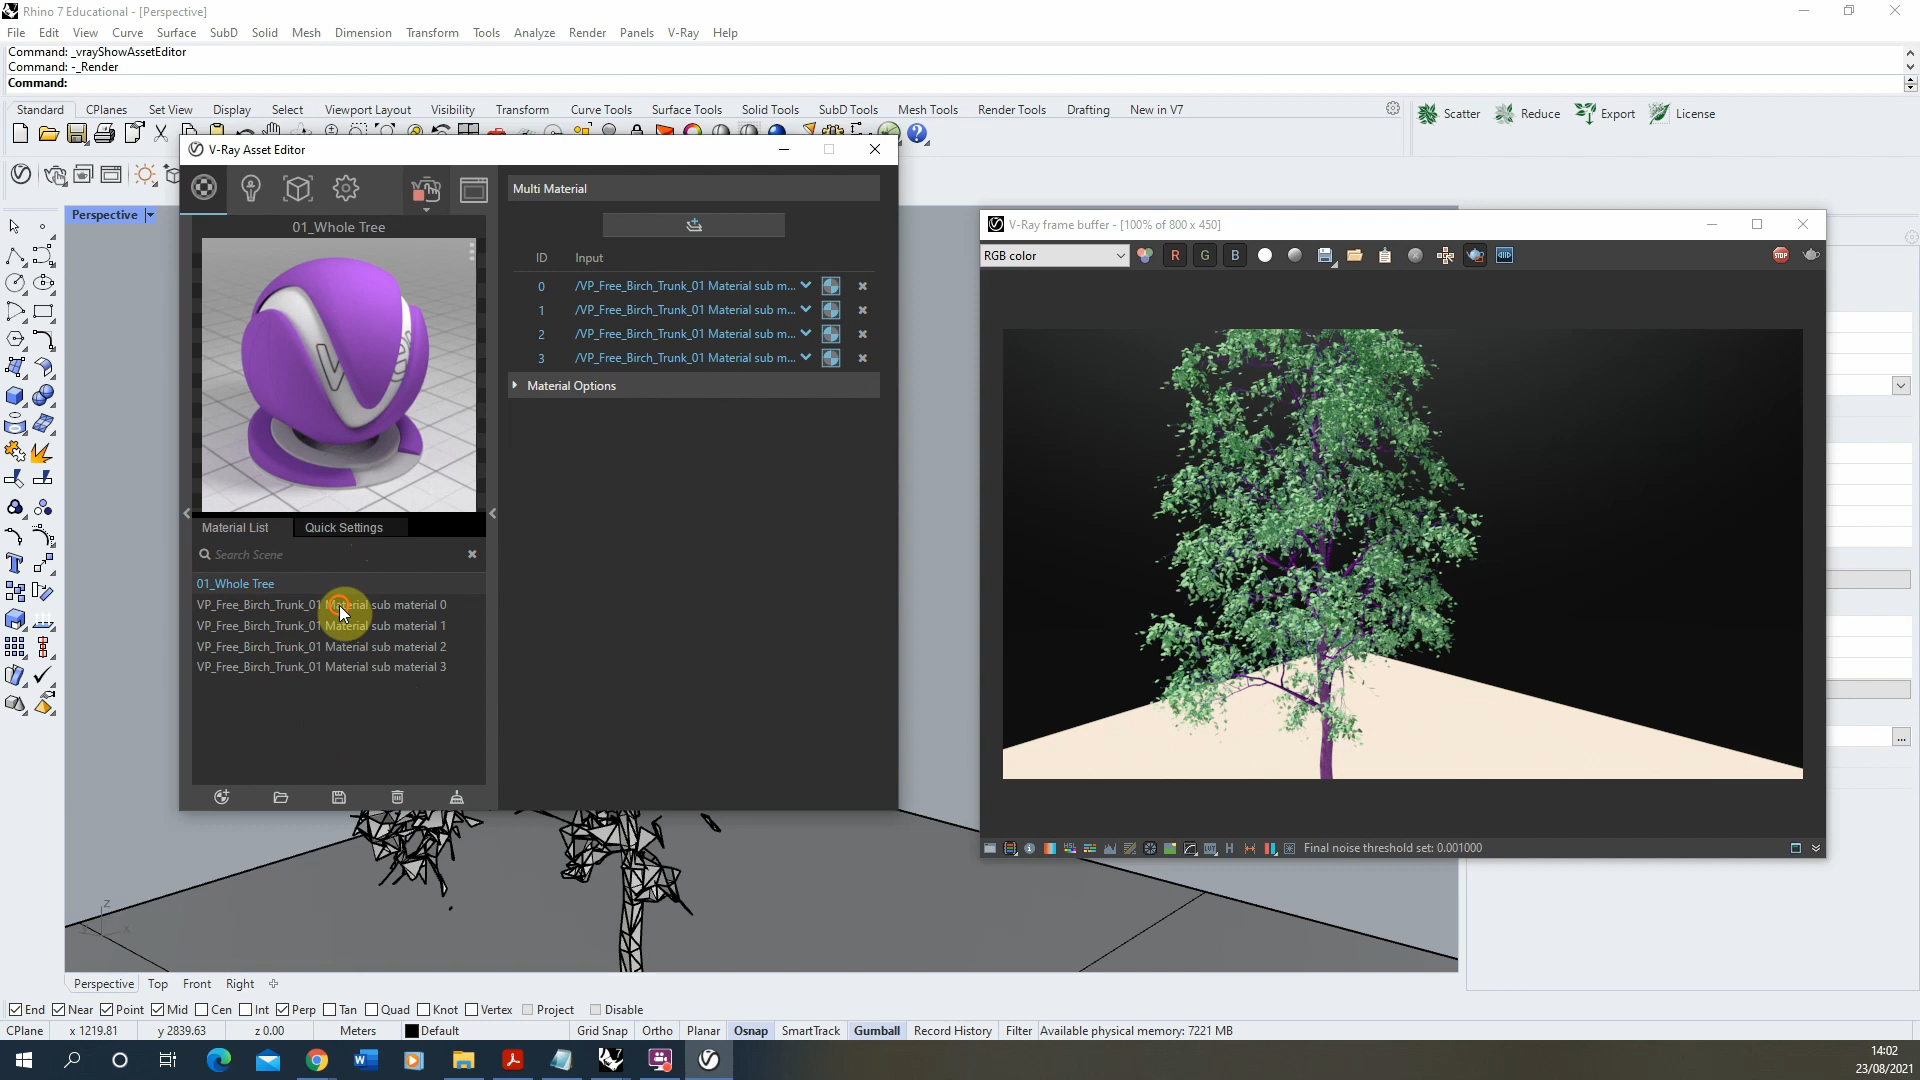 Rhino 7 Educational - [Perspective]
File Edit View Curve Surface SubD Solid Mesh Dimension Transform Tools Analyze Render Panels V-Ray Help
Command: _vrayShowAssetEditor
Command: -_Render
Command:
Standard CPlanes Set View Display Select Viewport Layout Visibility Transform Curve Tools Surface Tools Solid Tools SubD Tools Mesh Tools Render Tools Drafting New in V7
Scatter Reduce Export License
V-Ray Asset Editor
Perspective
01_Whole Tree
Multi Material
ID Input
0 /VP_Free_Birch_Trunk_01 Material sub m...
1 /VP_Free_Birch_Trunk_01 Material sub m...
2 /VP_Free_Birch_Trunk_01 Material sub m...
3 /VP_Free_Birch_Trunk_01 Material sub m...
Material Options
Material List Quick Settings
Search Scene
01_Whole Tree
VP_Free_Birch_Trunk_01 Material sub material 0
VP_Free_Birch_Trunk_01 Material sub material 1
VP_Free_Birch_Trunk_01 Material sub material 2
VP_Free_Birch_Trunk_01 Material sub material 3
V-Ray frame buffer - [100% of 800 x 450]
RGB color R G B STOP
HSL LUT H Final noise threshold set: 0.001000
...
z
x
Perspective Top Front Right
End Near Point Mid Cen Int Perp Tan Quad Knot Vertex Project Disable
CPlane x 1219.81 y 2839.63 z 0.00 Meters Default Grid Snap Ortho Planar Osnap SmartTrack Gumball Record History Filter Available physical memory: 7221 MB
14:02
23/08/2021